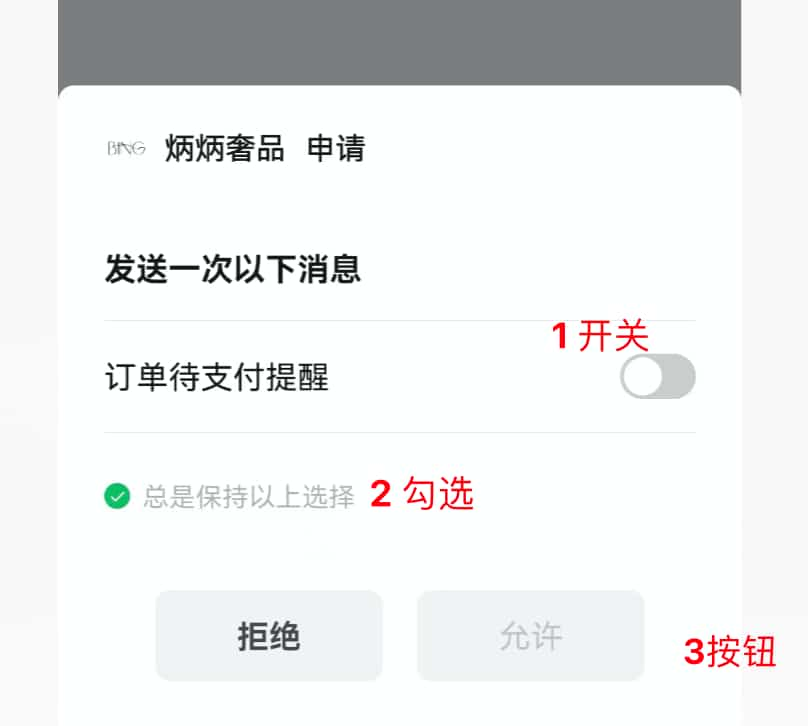 BING 炳炳奢品 申请
发送一次以下消息
1 开关
订单待支付提醒
总是保持以上选择 2 勾选
拒绝 允许 3按钮